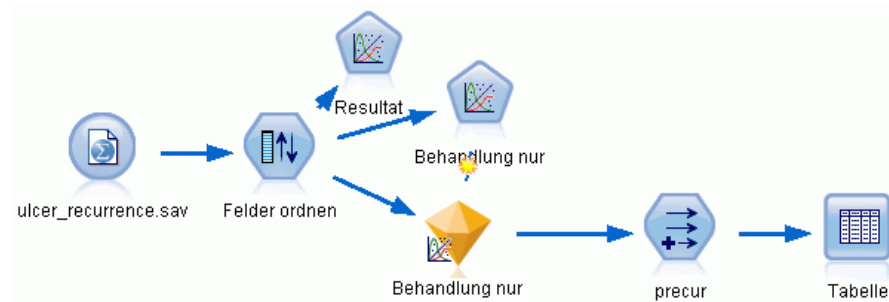 Resultat
Behandlung nur
ulcer_recurrence.sav
Felder ordnen
Behandlung nur
precur
Tabelle